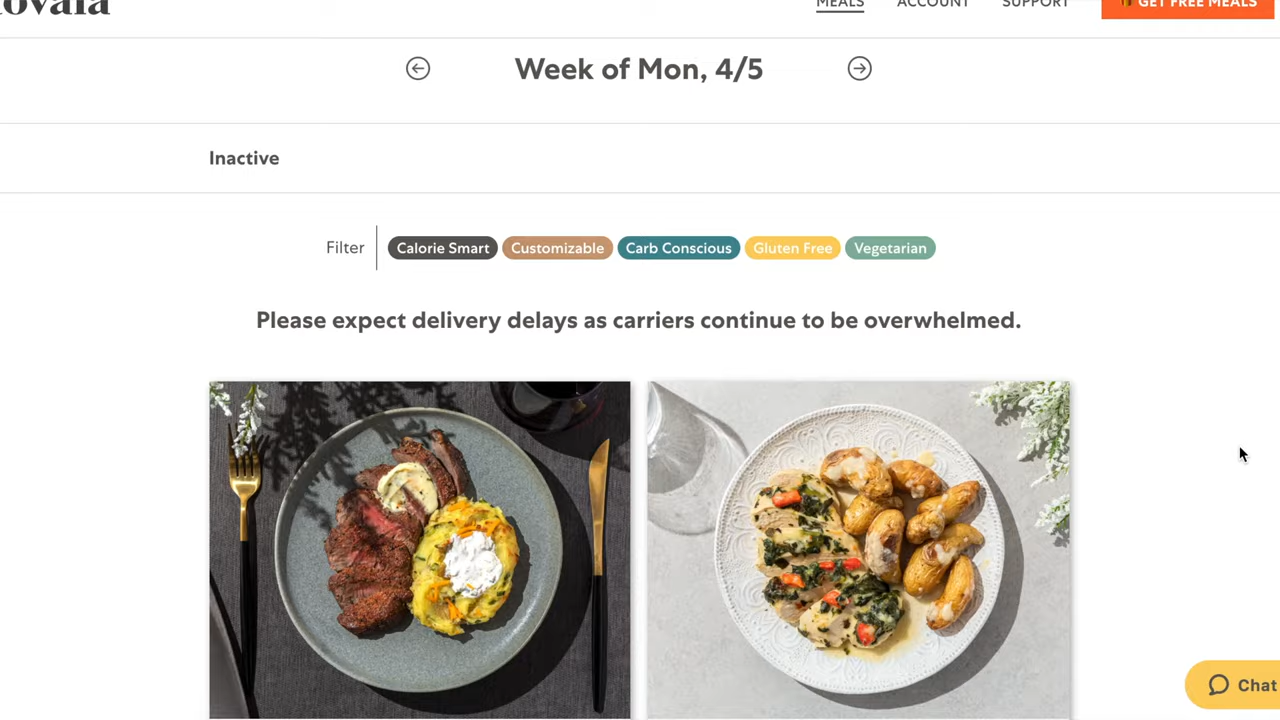 MEALS
ACCOUNT
SUPPORT
GET FREE MEALS
Week of Mon, 4/5
Inactive
Filter
Calorie Smart
Customizable
Carb Conscious
Gluten Free
Vegetarian
Please expect delivery delays as carriers continue to be overwhelmed.
Chat